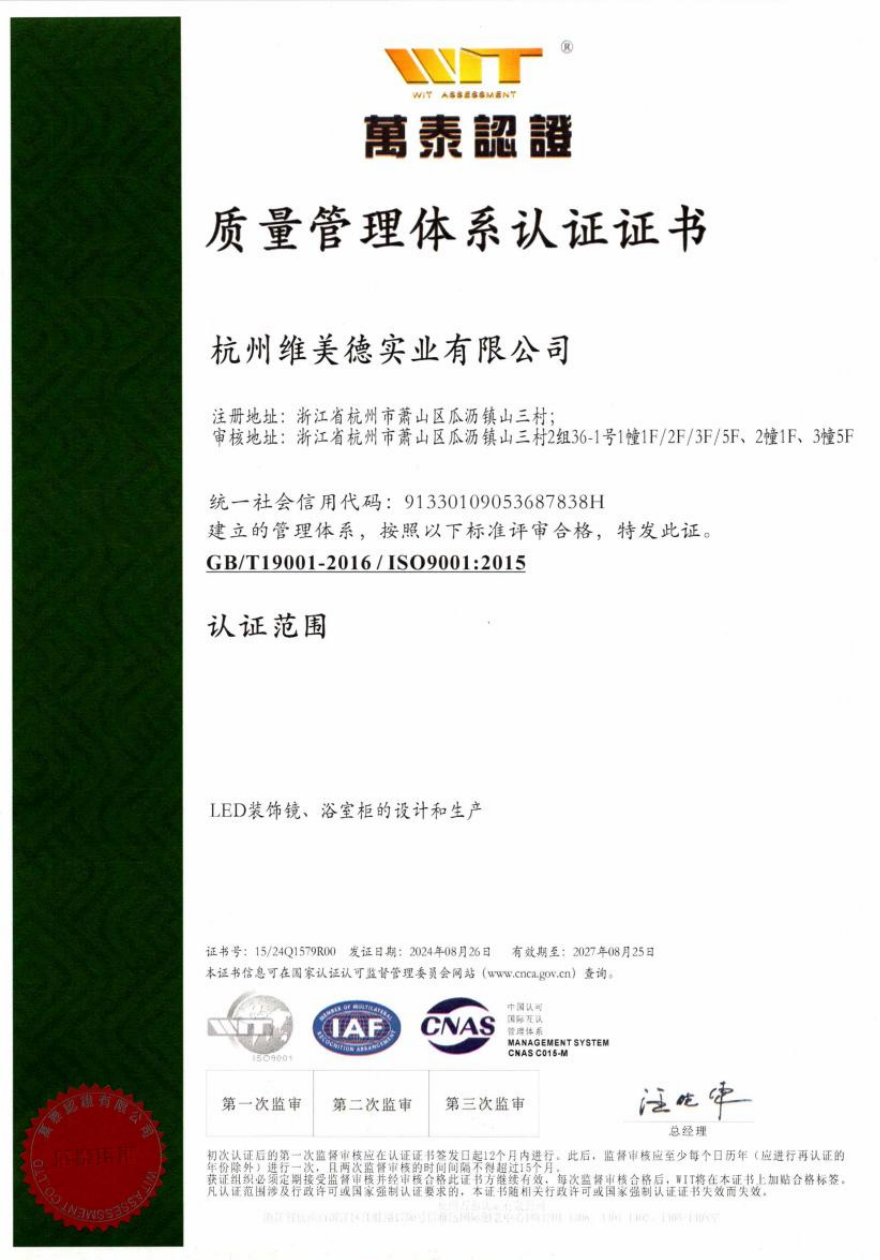 WIT ®
WIT ASSESSMENT
萬泰認證
质量管理体系认证证书
杭州维美德实业有限公司
注册地址：浙江省杭州市萧山区瓜沥镇山三村；
审核地址：浙江省杭州市萧山区瓜沥镇山三村2组36-1号1幢1F/2F/3F/5F、2幢1F、3幢5F
统一社会信用代码：91330109053687838H
建立的管理体系，按照以下标准评审合格，特发此证。
GB/T19001-2016 / ISO9001:2015
认证范围
LED装饰镜、浴室柜的设计和生产
证书号：15/24Q1579R00 发证日期：2024年08月26日 有效期至：2027年08月25日
本证书信息可在国家认证认可监督管理委员会网站（www.cnca.gov.cn）查询。
WIT
ISO9001
MEMBER OF MULTILATERAL
IAF
RECOGNITION ARRANGEMENT
CNAS
中国认可
国际互认
管理体系
MANAGEMENT SYSTEM
CNAS C015-M
第一次监审 第二次监审 第三次监审
总经理
初次认证后的第一次监督审核应在认证证书签发日起12个月内进行。此后，监督审核应至少每个日历年（应进行再认证的
年份除外）进行一次，且两次监督审核的时间间隔不得超过15个月。
获证组织必须定期接受监督审核并经审核合格此证书方继续有效，每次监督审核合格后，WIT将在本证书上加贴合格标签。
凡认证范围涉及行政许可或国家强制认证要求的，本证书随相关行政许可或国家强制认证证书失效而失效。
萬泰認證有限公司
WIT ASSESSMENT CO LTD